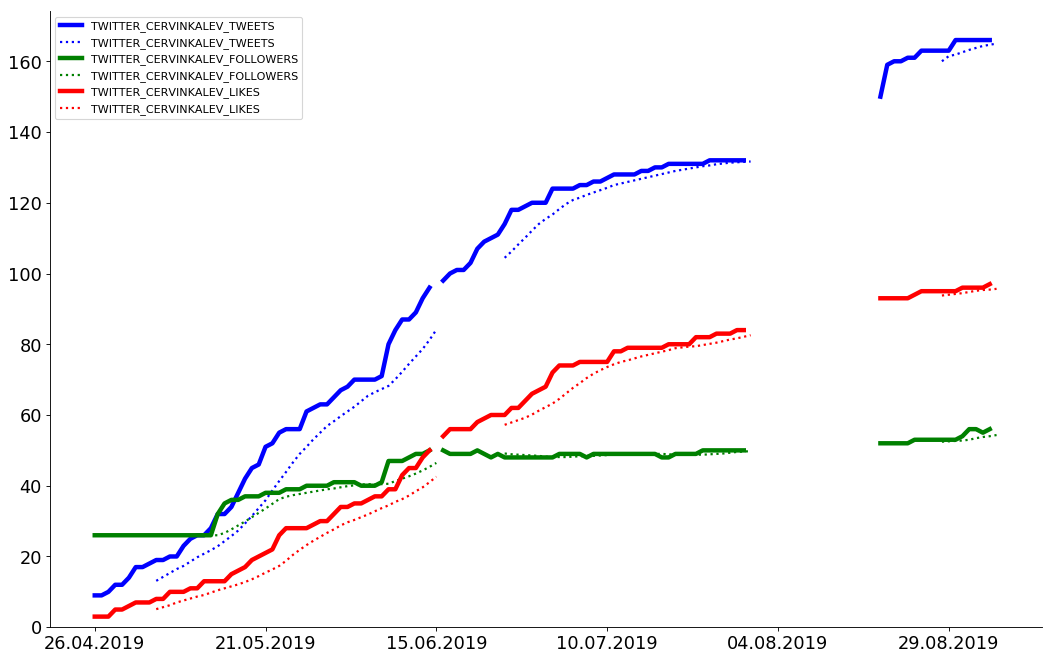 TWITTER_CERVINKALEV_TWEETS
TWITTER_CERVINKALEV_TWEETS
TWITTER_CERVINKALEV_FOLLOWERS
TWITTER_CERVINKALEV_FOLLOWERS
TWITTER_CERVINKALEV_LIKES
TWITTER_CERVINKALEV_LIKES
160
140
120
100
80
60
40
20
0
26.04.2019 21.05.2019 15.06.2019 10.07.2019 04.08.2019 29.08.2019